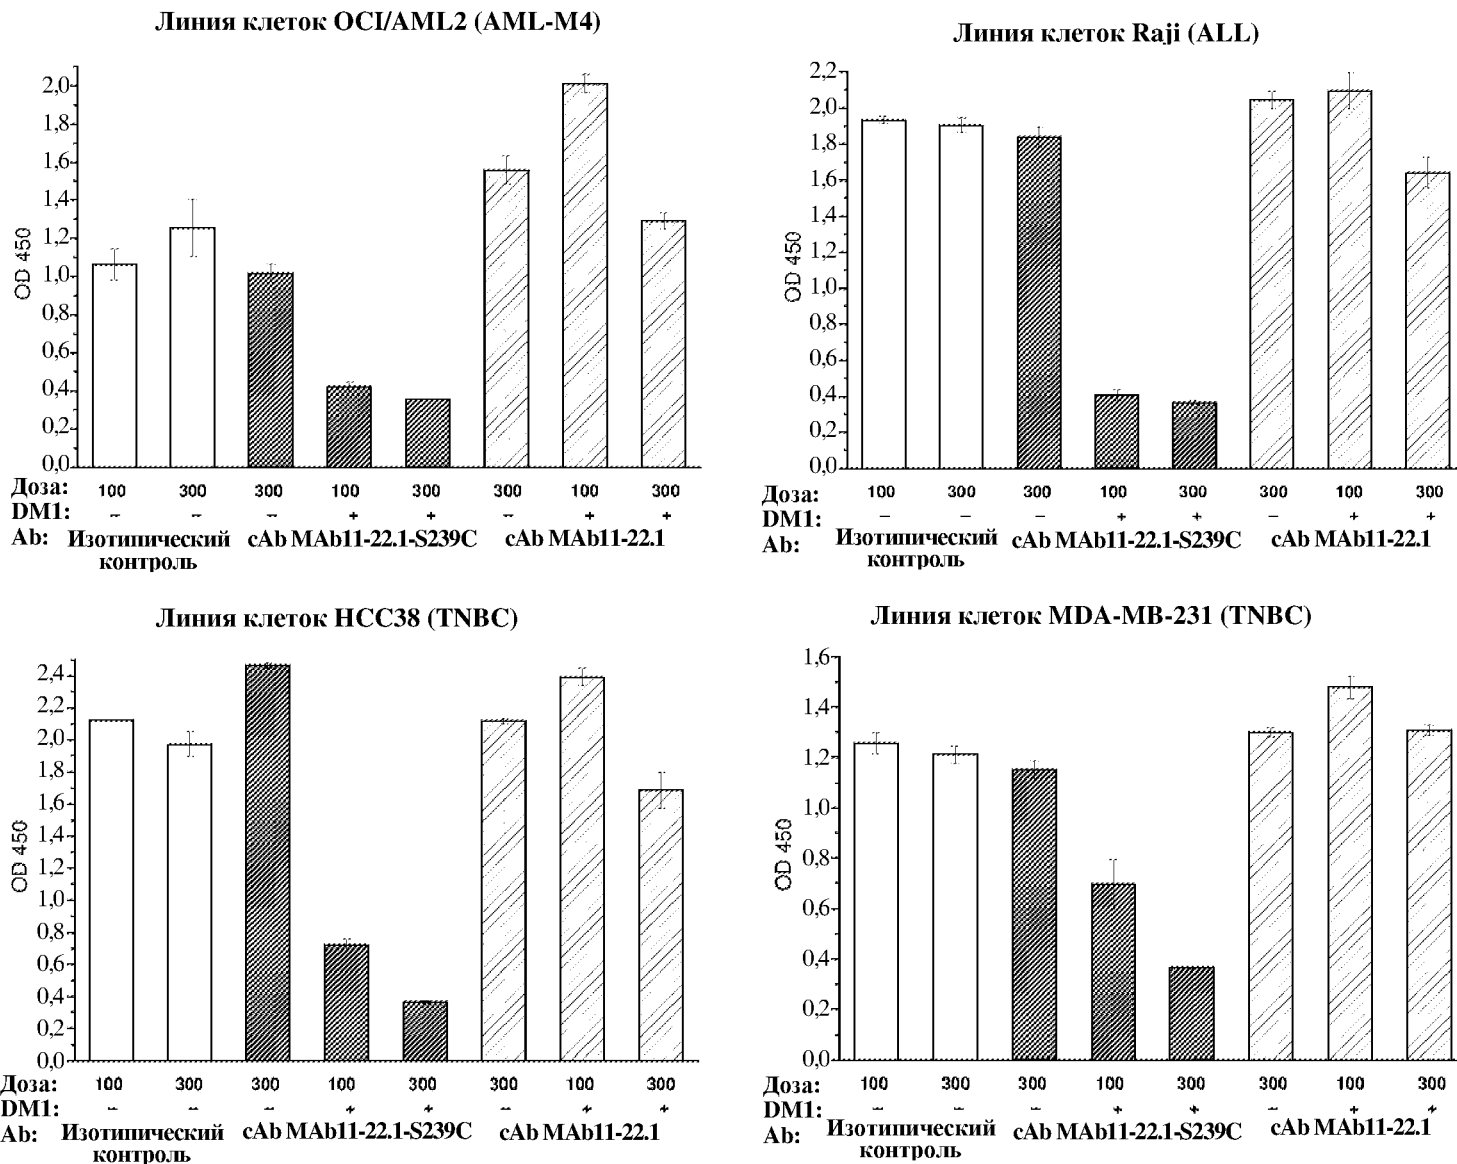 Линия клеток OCI/AML2 (AML-M4)
OD 450
2,0
1,8
1,6
1,4
1,2
1,0
0,8
0,6
0,4
0,2
0,0
Доза: 100 300 300 100 300 300 100 300
DM1: – – – + + – + +
Ab: Изотипический контроль cAb MAb11-22.1-S239C cAb MAb11-22.1
Линия клеток Raji (ALL)
OD 450
2,2
2,0
1,8
1,6
1,4
1,2
1,0
0,8
0,6
0,4
0,2
0,0
Доза: 100 300 300 100 300 300 100 300
DM1: – – – + + – + +
Ab: Изотипический контроль cAb MAb11-22.1-S239C cAb MAb11-22.1
Линия клеток HCC38 (TNBC)
OD 450
2,4
2,2
2,0
1,8
1,6
1,4
1,2
1,0
0,8
0,6
0,4
0,2
0,0
Доза: 100 300 300 100 300 300 100 300
DM1: – – – + + – + +
Ab: Изотипический контроль cAb MAb11-22.1-S239C cAb MAb11-22.1
Линия клеток MDA-MB-231 (TNBC)
OD 450
1,6
1,4
1,2
1,0
0,8
0,6
0,4
0,2
0,0
Доза: 100 300 300 100 300 300 100 300
DM1: – – – + + – + +
Ab: Изотипический контроль cAb MAb11-22.1-S239C cAb MAb11-22.1